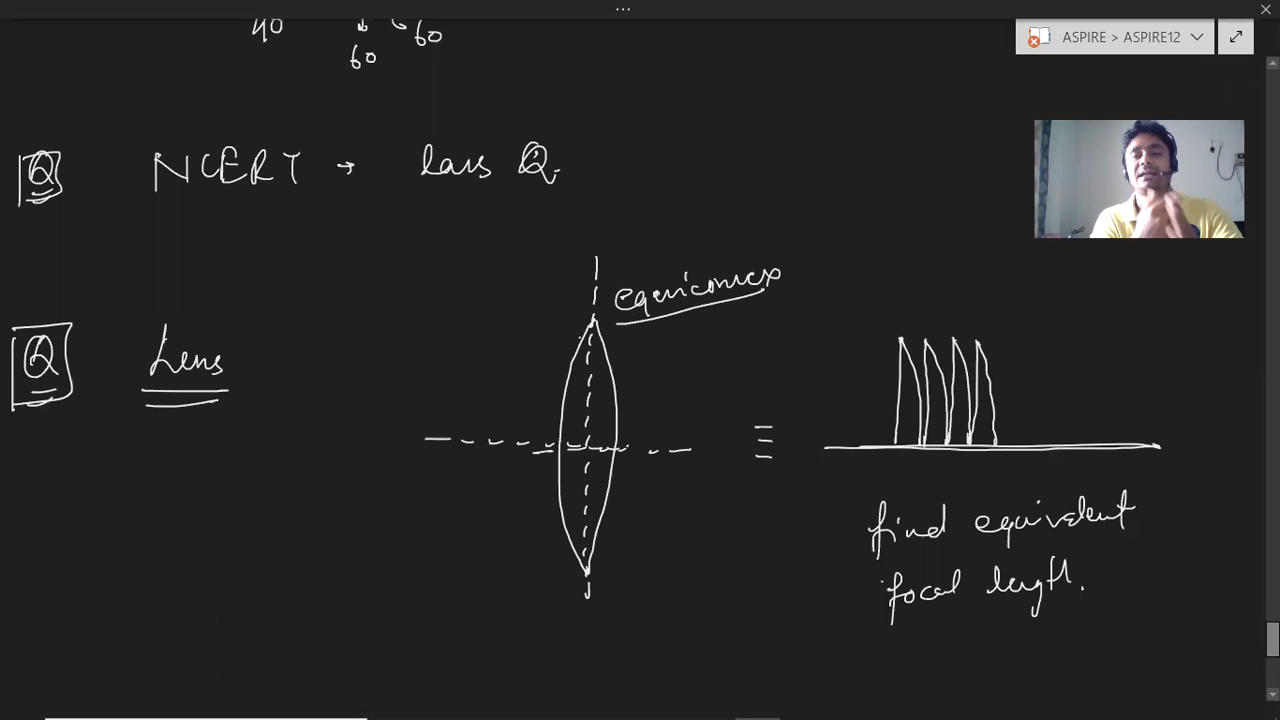 40
60
60
ASPIRE > ASPIRE12
Q NCERT → lens Q.
equiconvex
Q Lens
≡
find equivalent
focal length.